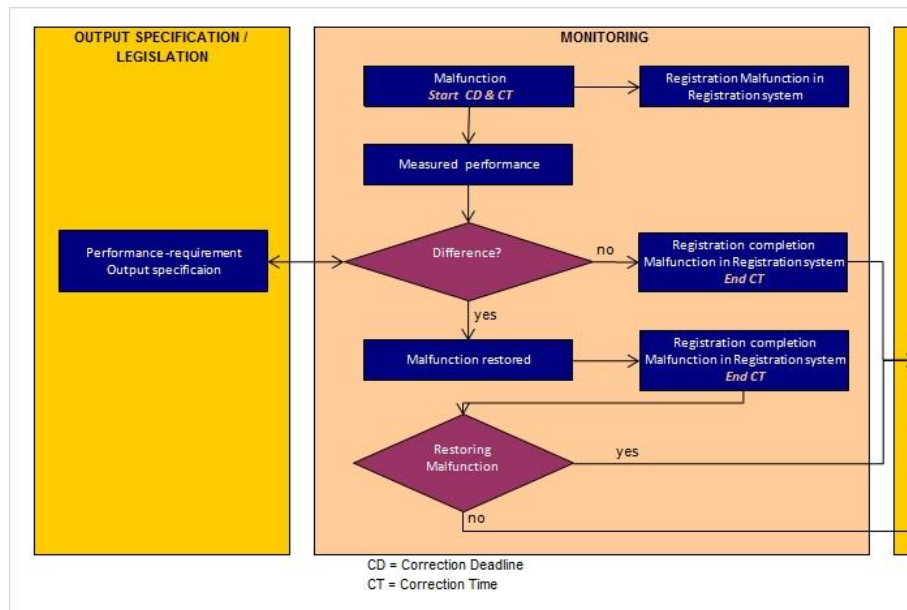 OUTPUT SPECIFICATION /
LEGISLATION
MONITORING
Malfunction
Start CD & CT
Registration Malfunction in
Registration system
Measured performance
Performance-requirement
Output specificaion
Difference?
no
Registration completion
Malfunction in Registration system
End CT
yes
Malfunction restored
Registration completion
Malfunction in Registration system
End CT
Restoring
Malfunction
yes
no
CD = Correction Deadline
CT = Correction Time